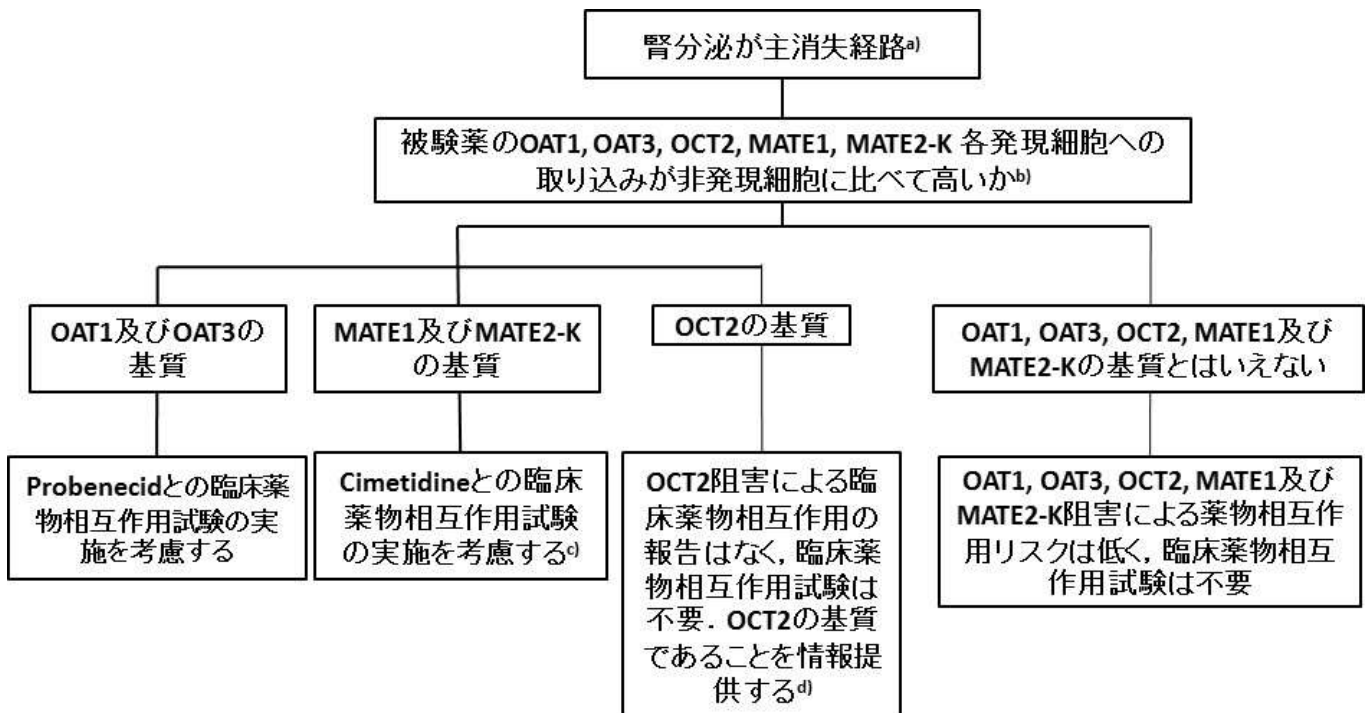 腎分泌が主消失経路a)
被験薬のOAT1, OAT3, OCT2, MATE1, MATE2-K 各発現細胞への
取り込みが非発現細胞に比べて高いかb)
OAT1及びOAT3の
基質
MATE1及びMATE2-K
の基質
OCT2の基質
OAT1, OAT3, OCT2, MATE1及び
MATE2-Kの基質とはいえない
Probenecidとの臨床薬
物相互作用試験の実
施を考慮する
Cimetidineとの臨床
薬物相互作用試験
の実施を考慮するc)
OCT2阻害による臨
床薬物相互作用の
報告はなく，臨床薬
物相互作用試験は
不要．OCT2の基質
であることを情報提
供するd)
OAT1, OAT3, OCT2, MATE1及び
MATE2-K阻害による薬物相互作
用リスクは低く，臨床薬物相互
作用試験は不要